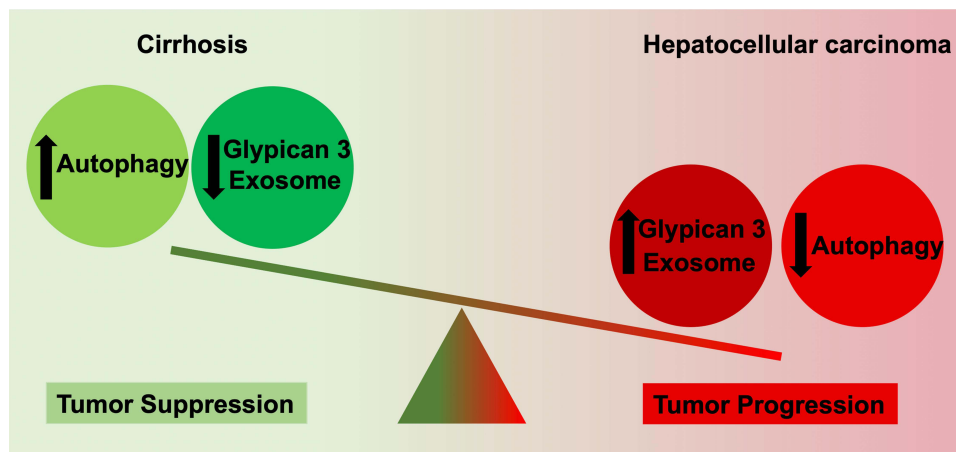 Cirrhosis
Hepatocellular carcinoma
Autophagy
Glypican 3
Exosome
Glypican 3
Exosome
Autophagy
Tumor Suppression
Tumor Progression